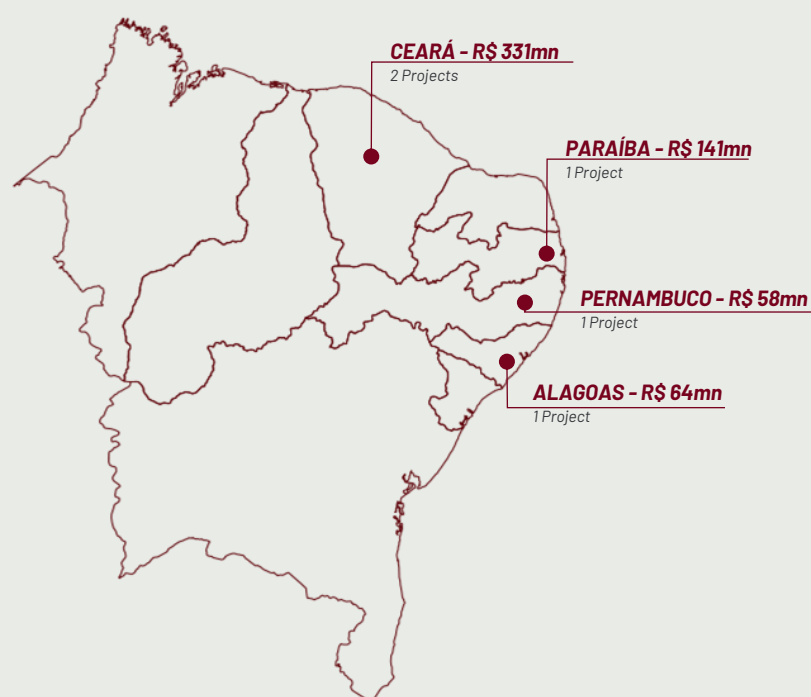 CEARÁ - R$ 331mn
2 Projects
PARAÍBA - R$ 141mn
1 Project
PERNAMBUCO - R$ 58mn
1 Project
ALAGOAS - R$ 64mn
1 Project